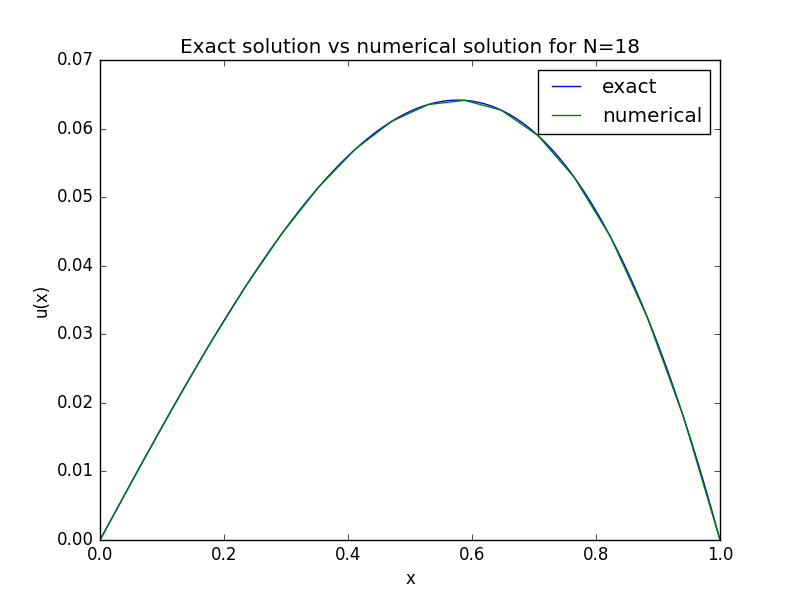 Exact solution vs numerical solution for N=18
0.07
0.06
0.05
0.04
0.03
0.02
0.01
0.00
u(x)
exact
numerical
0.0 0.2 0.4 0.6 0.8 1.0
x